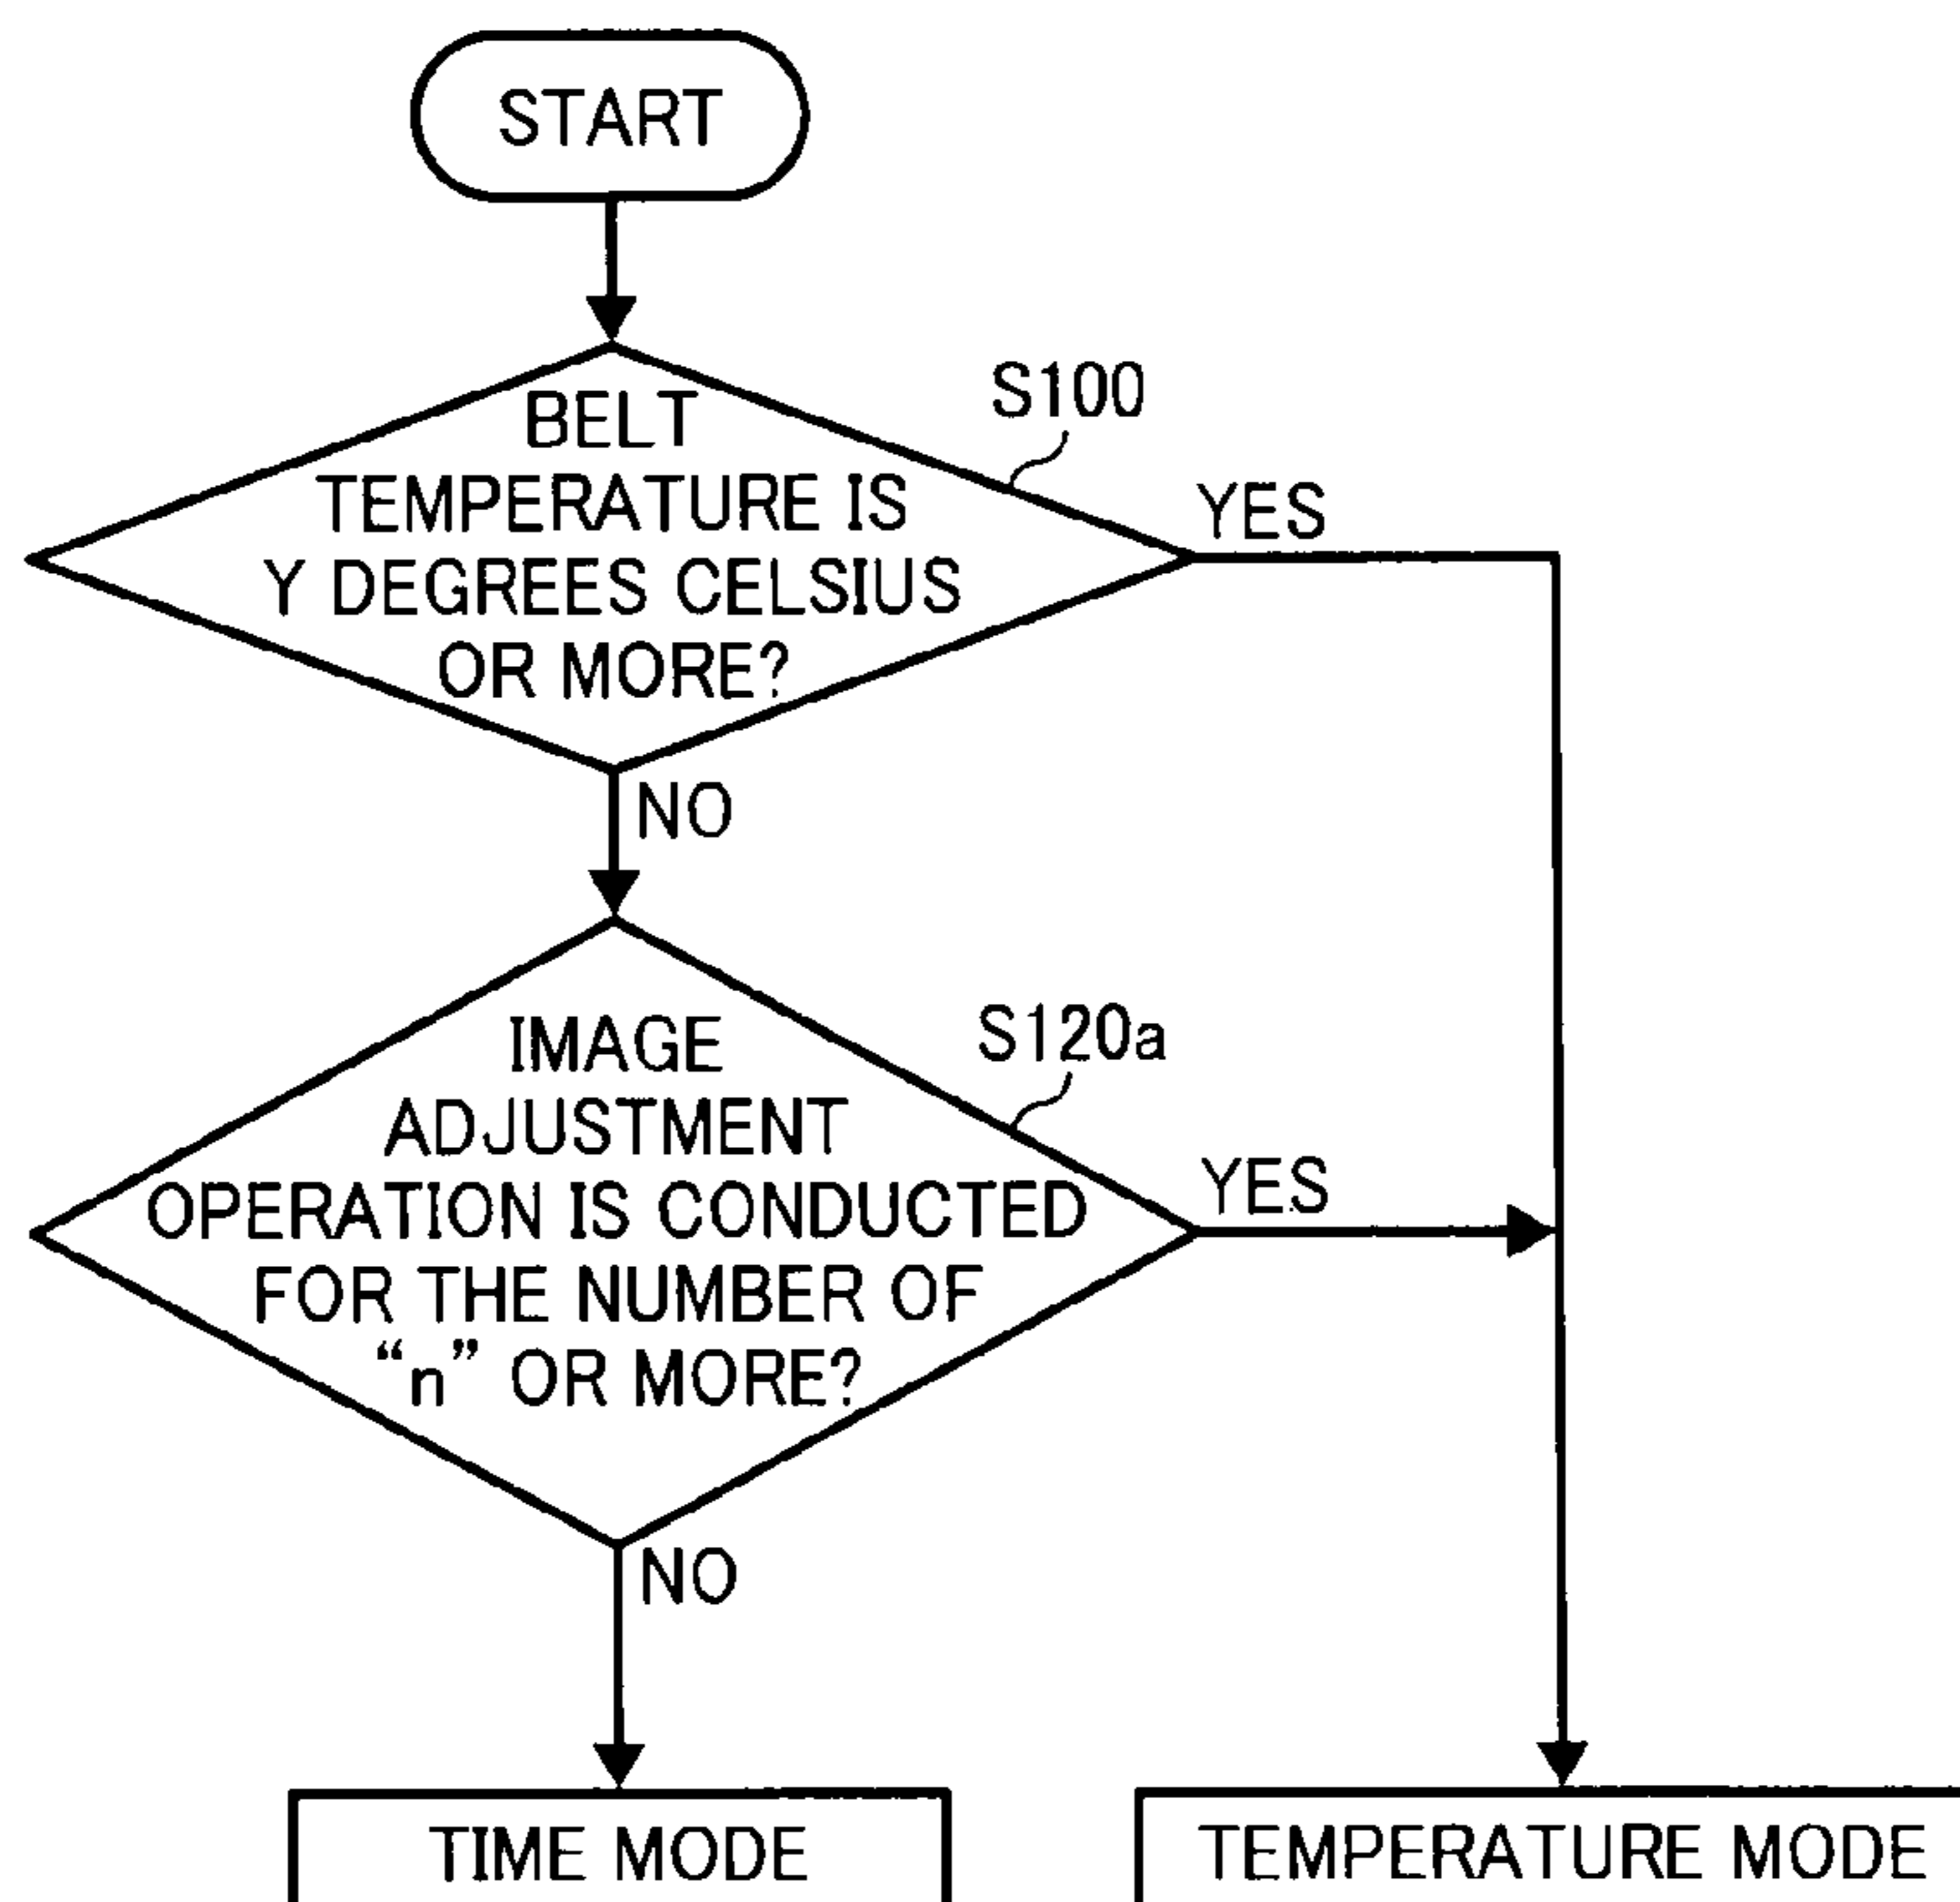 START
BELT
TEMPERATURE IS
Y DEGREES CELSIUS
OR MORE?
S100
YES
NO
IMAGE
ADJUSTMENT
OPERATION IS CONDUCTED
FOR THE NUMBER OF
“n” OR MORE?
S120a
YES
NO
TIME MODE
TEMPERATURE MODE